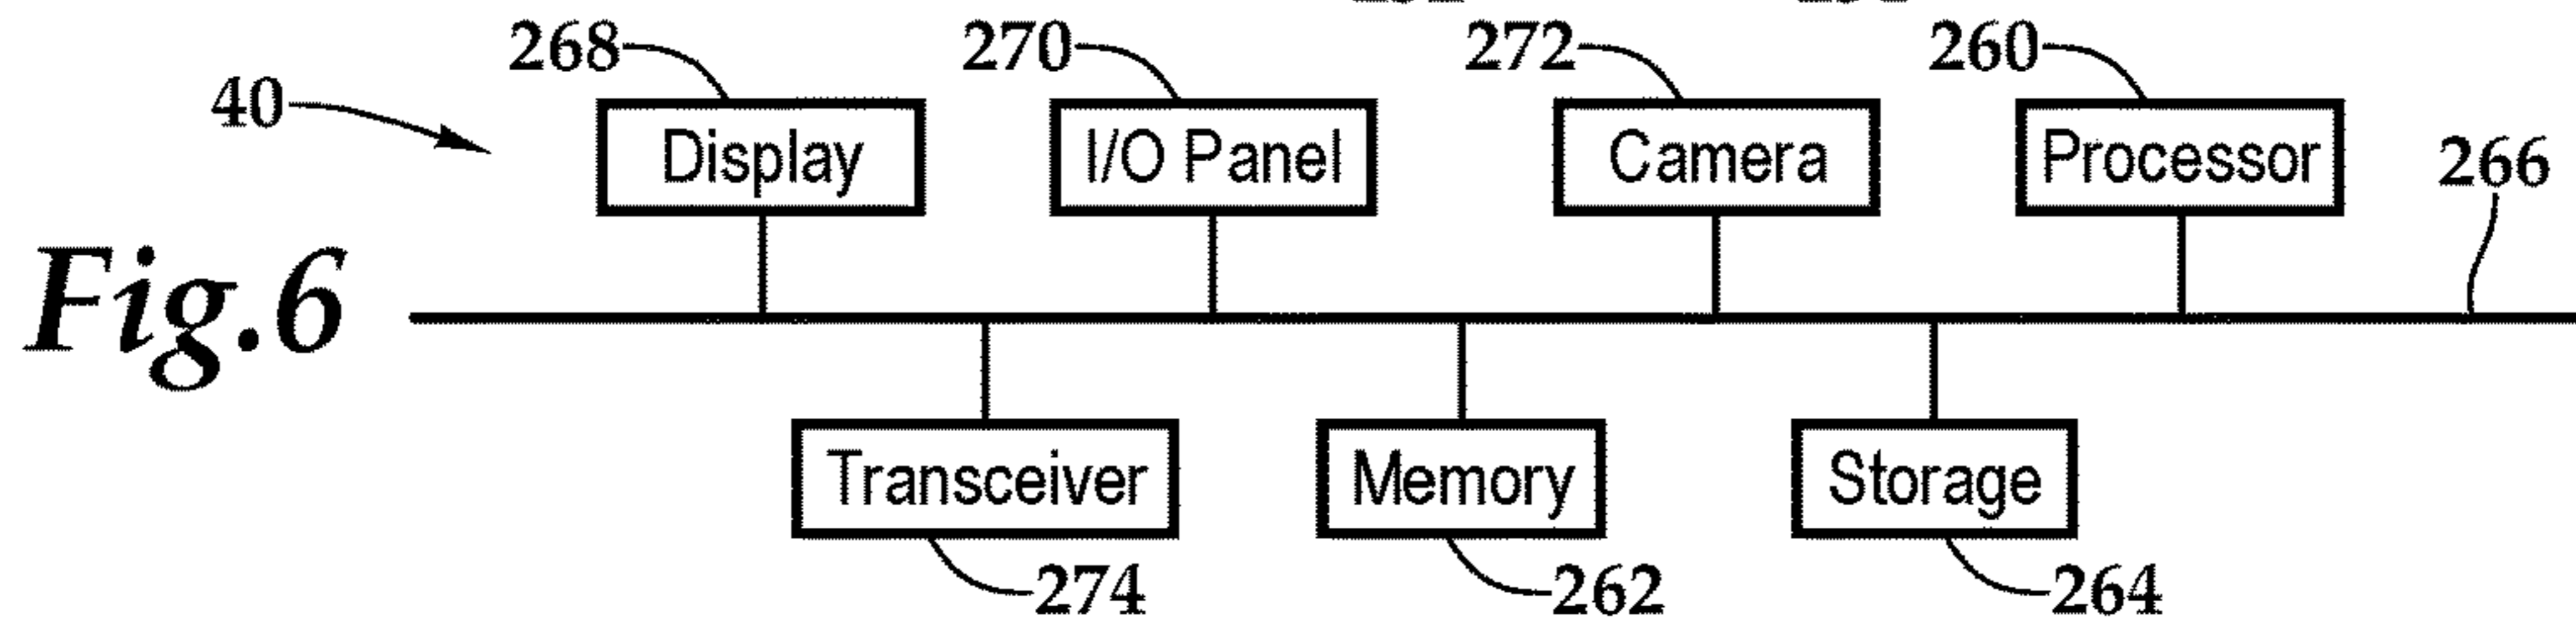 268 270 272 260
40
Display I/O Panel Camera Processor
266
Fig.6
Transceiver Memory Storage
274 262 264